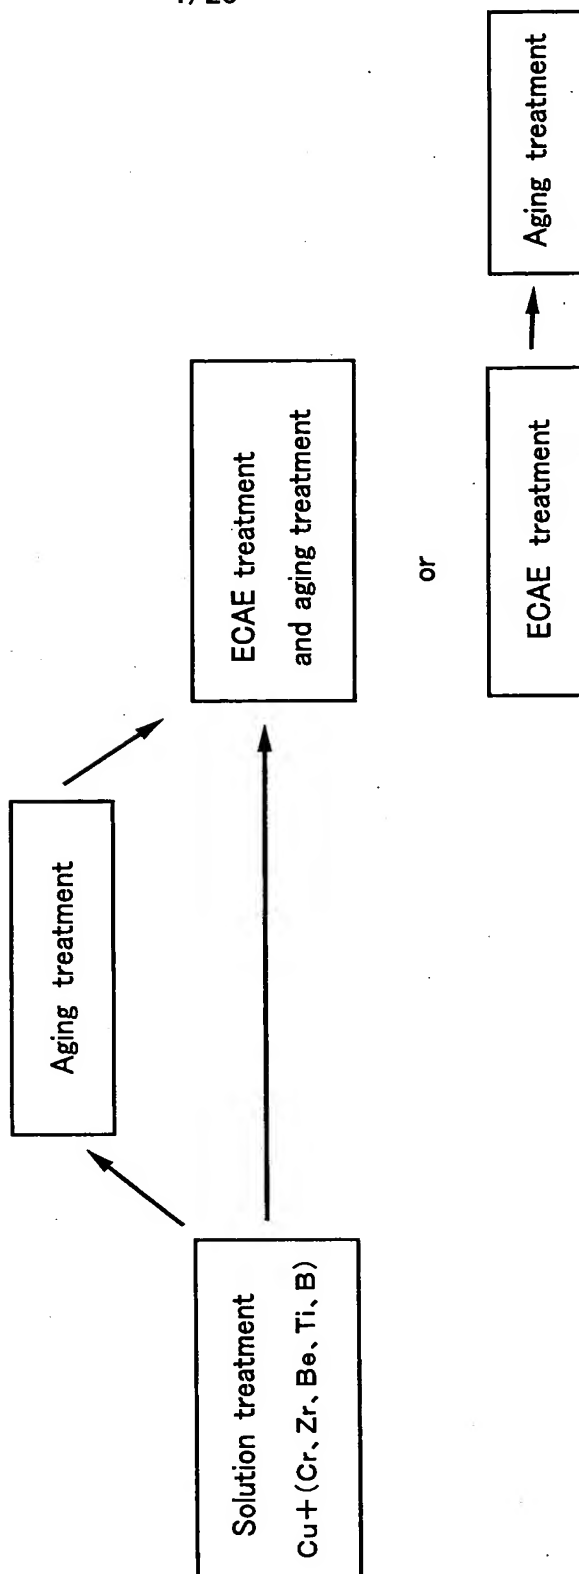 Solution treatment
Cu+(Cr、Zr、Be、Ti、B)
Aging treatment
ECAE treatment
and aging treatment
or
ECAE treatment
Aging treatment